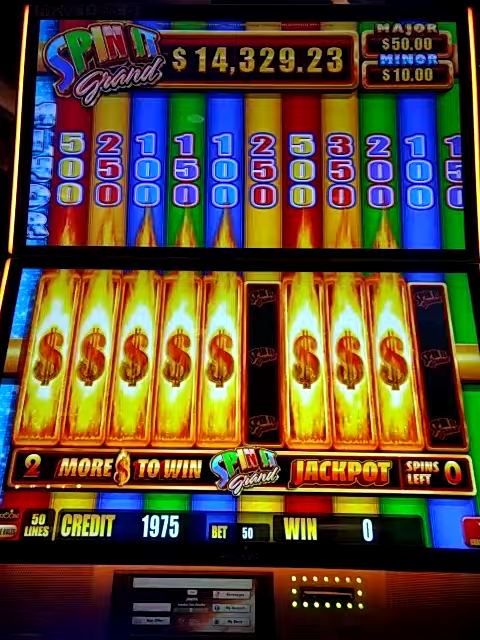 SPIN IT
Grand
$14,329.23
MAJOR
$50.00
MINOR
$10.00
500
250
100
150
100
250
500
350
200
100
2 MORE $ TO WIN SPIN IT Grand JACKPOT SPINS LEFT 0
50 LINES CREDIT 1975 BET 50 WIN 0